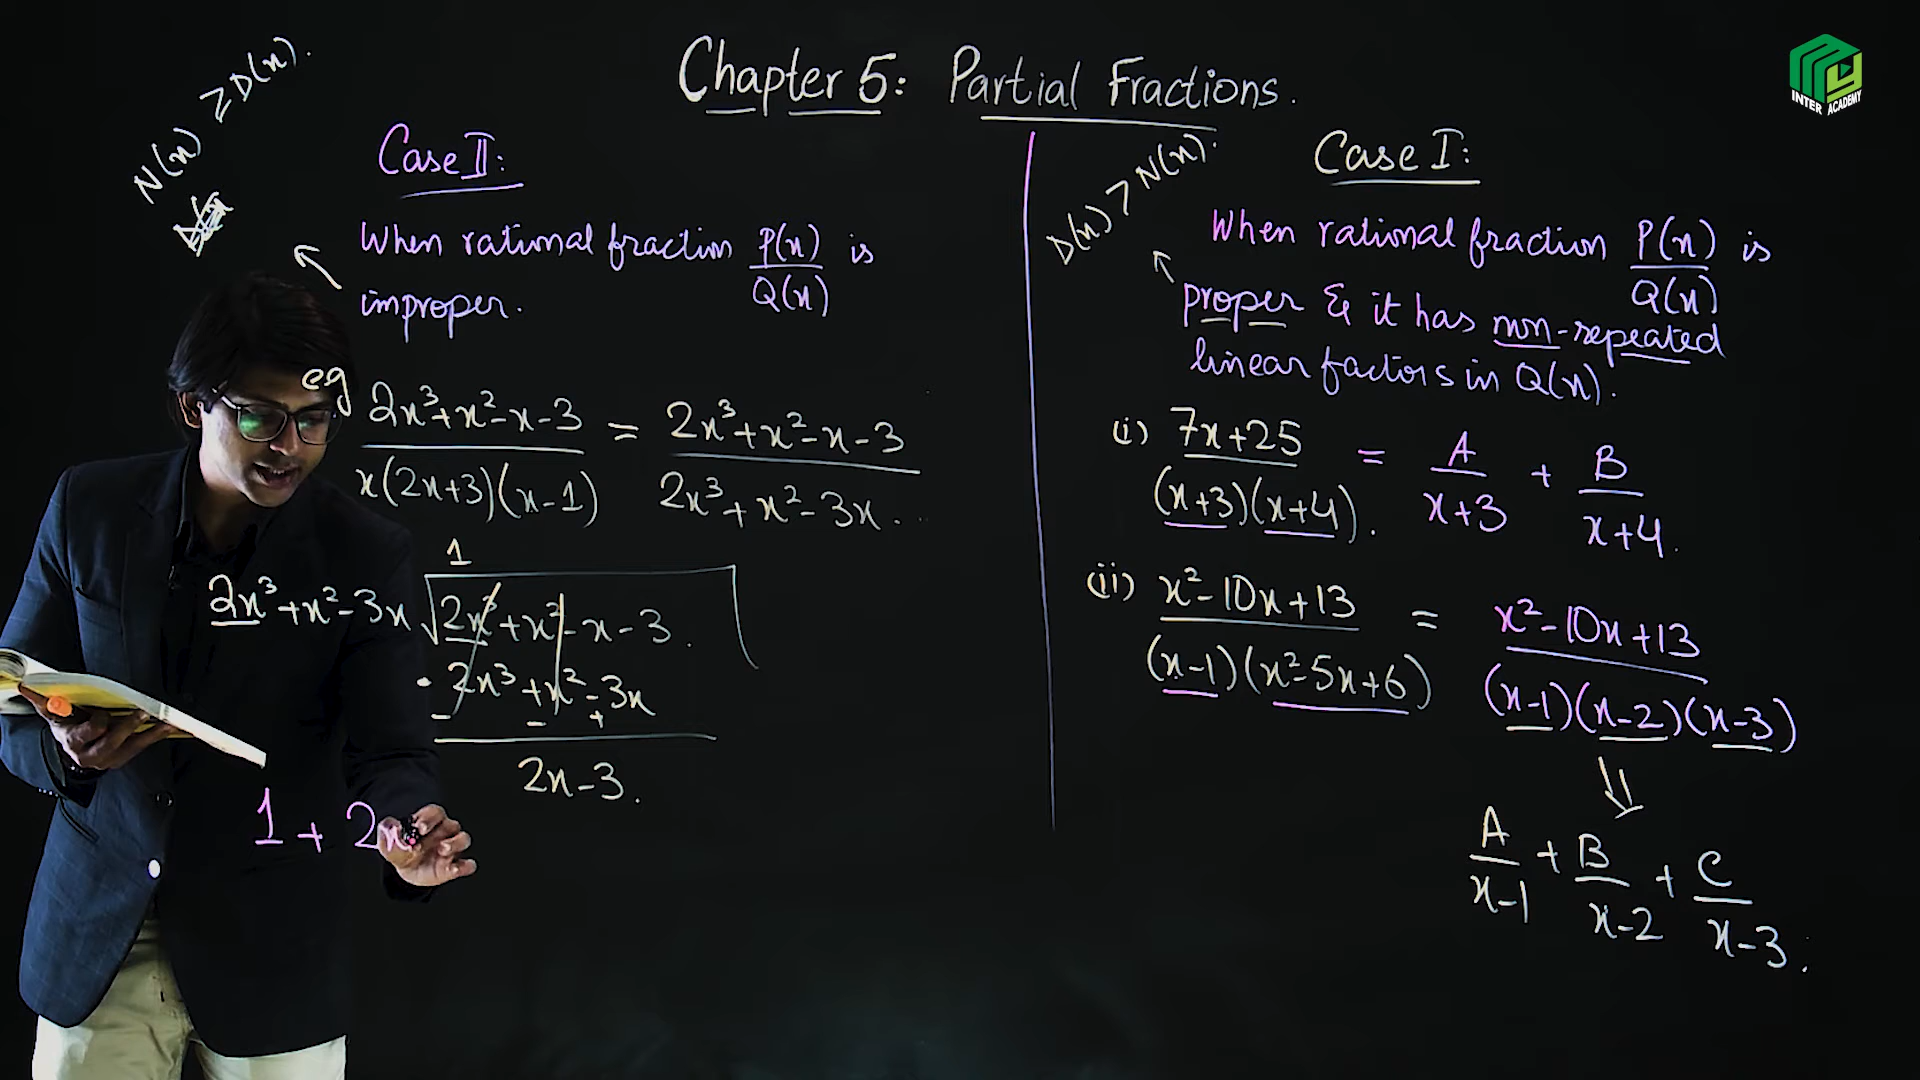 Chapter 5: Partial Fractions.
INTER ACADEMY
N(x) ≥ D(x).
Case II:
When rational fraction P(x)/Q(x) is
improper.
eg (2x³+x²-x-3)/(x(2x+3)(x-1)) = (2x³+x²-x-3)/(2x³+x²-3x).
1
2x³+x²-3x √2x³+x²-x-3.
2x³+x²-3x
- - +
2x-3.
1 + 2x
Case I:
D(x) > N(x).
When rational fraction P(x)/Q(x) is
proper & it has non-repeated
linear factors in Q(x).
(i) (7x+25)/((x+3)(x+4)). = A/(x+3) + B/(x+4).
(ii) (x²-10x+13)/((x-1)(x²-5x+6)) = (x²-10x+13)/((x-1)(x-2)(x-3))
⇓
A/(x-1) + B/(x-2) + C/(x-3).